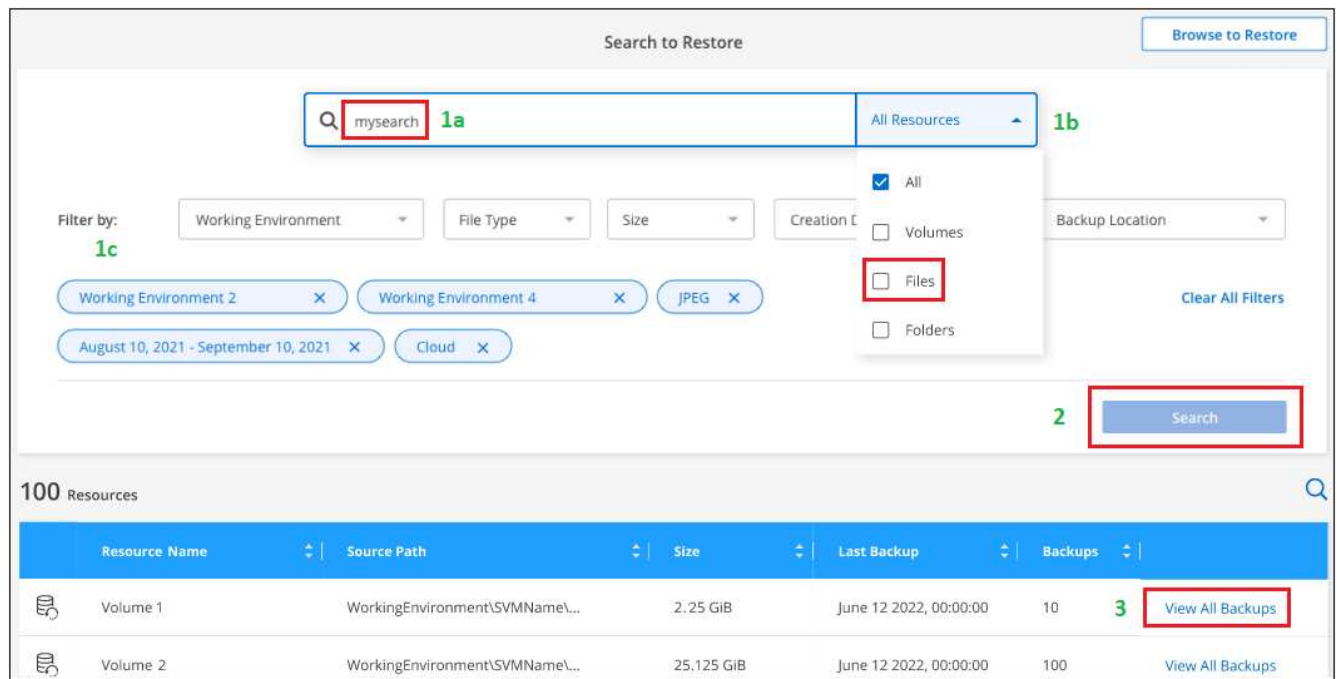 Search to Restore
Browse to Restore
mysearch
1a
All Resources
1b
All
Filter by:
Working Environment
File Type
Size
Creation D
Backup Location
Volumes
1c
Files
Working Environment 2 X
Working Environment 4 X
JPEG X
Clear All Filters
Folders
August 10, 2021 - September 10, 2021 X
Cloud X
2
Search
100 Resources
Resource Name Source Path Size Last Backup Backups
Volume 1 WorkingEnvironment\SVMName\... 2.25 GiB June 12 2022, 00:00:00 10 3 View All Backups
Volume 2 WorkingEnvironment\SVMName\... 25.125 GiB June 12 2022, 00:00:00 100 View All Backups